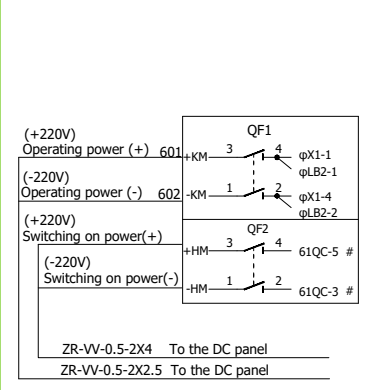 QF1
(+220V)
Operating power (+) 601 +KM 3 4 φX1-1
φLB2-1
(-220V)
Operating power (-) 602 -KM 1 2 φX1-4
φLB2-2
(+220V)
QF2
Switching on power(+) +HM 3 4 61QC-5 #
(-220V)
Switching on power(-) -HM 1 2 61QC-3 #
ZR-VV-0.5-2X4 To the DC panel
ZR-VV-0.5-2X2.5 To the DC panel